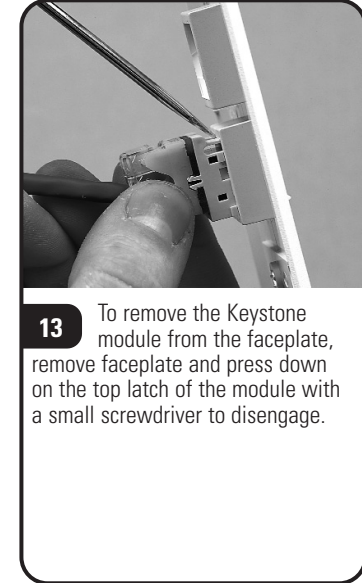 13 To remove the Keystone
module from the faceplate,
remove faceplate and press down
on the top latch of the module with
a small screwdriver to disengage.